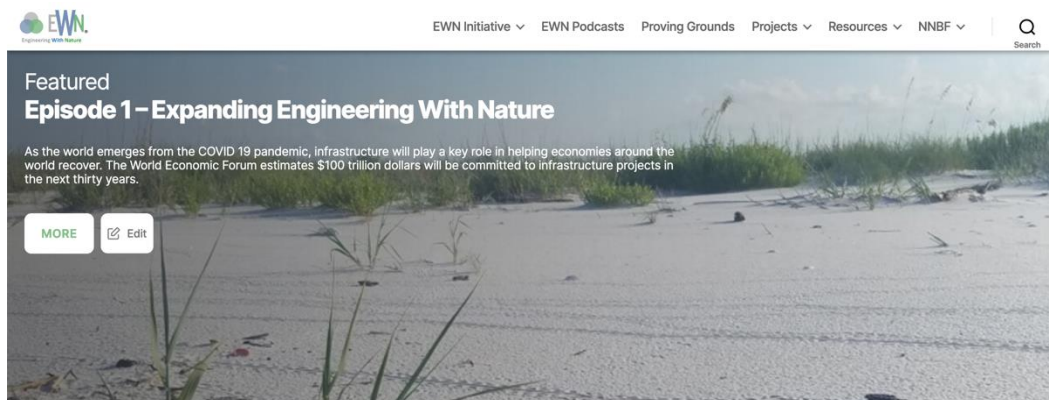 EWN.
Engineering With Nature
EWN Initiative
EWN Podcasts
Proving Grounds
Projects
Resources
NNBF
Search
Featured
Episode 1 – Expanding Engineering With Nature
As the world emerges from the COVID 19 pandemic, infrastructure will play a key role in helping economies around the
world recover. The World Economic Forum estimates $100 trillion dollars will be committed to infrastructure projects in
the next thirty years.
MORE
Edit